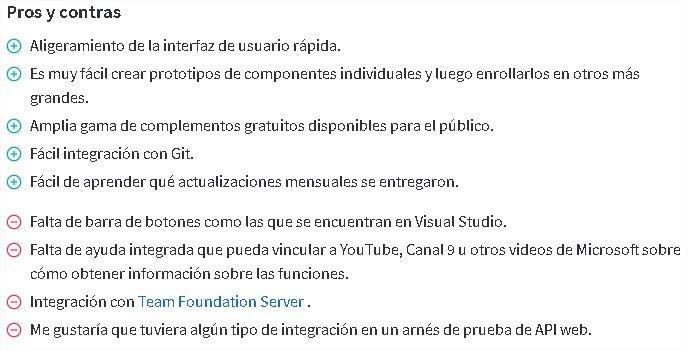 Pros y contras
Aligeramiento de la interfaz de usuario rápida.
Es muy fácil crear prototipos de componentes individuales y luego enrollarlos en otros más
grandes.
Amplia gama de complementos gratuitos disponibles para el público.
Fácil integración con Git.
Fácil de aprender qué actualizaciones mensuales se entregaron.
Falta de barra de botones como las que se encuentran en Visual Studio.
Falta de ayuda integrada que pueda vincular a YouTube, Canal 9 u otros videos de Microsoft sobre
cómo obtener información sobre las funciones.
Integración con Team Foundation Server .
Me gustaría que tuviera algún tipo de integración en un arnés de prueba de API web.